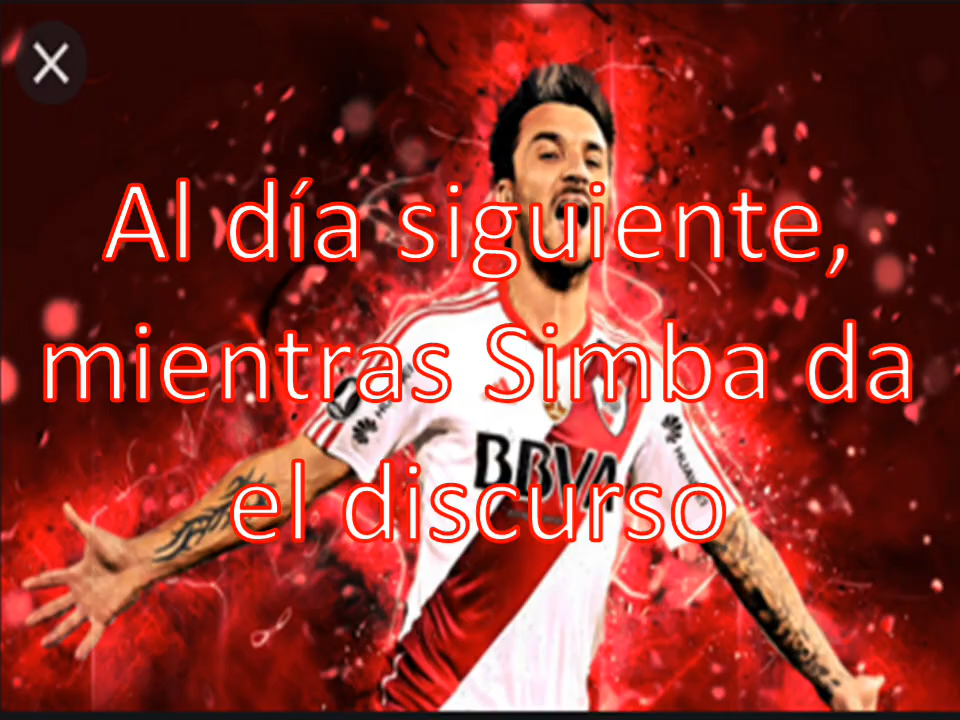 Al día siguiente,
mientras Simba da
el discurso
BBVA